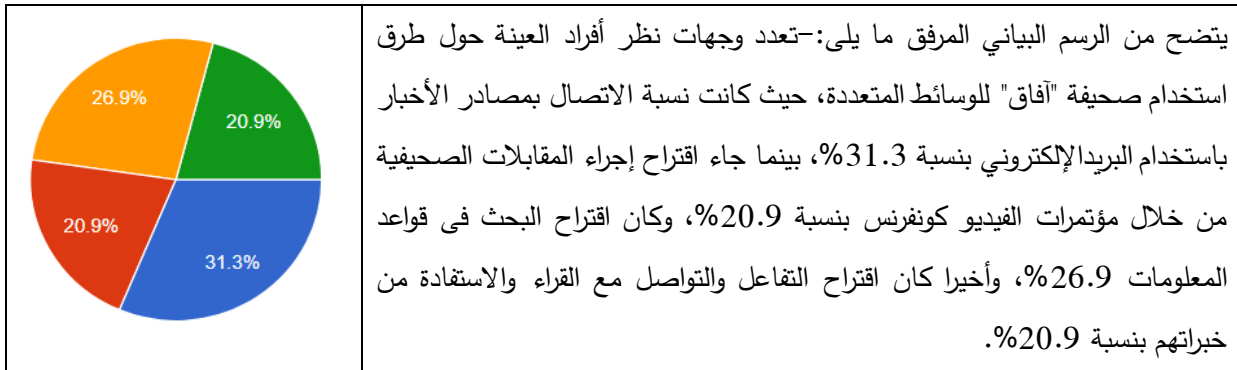 يتضح من الرسم البياني المرفق ما يلى:-تعدد وجهات نظر أفراد العينة حول طرق
استخدام صحيفة "آفاق" للوسائط المتعددة، حيث كانت نسبة الاتصال بمصادر الأخبار
باستخدام البريدالإلكتروني بنسبة 31.3%، بينما جاء اقتراح إجراء المقابلات الصحيفية
من خلال مؤتمرات الفيديو كونفرنس بنسبة 20.9%، وكان اقتراح البحث فى قواعد
المعلومات 26.9%، وأخيرا كان اقتراح التفاعل والتواصل مع القراء والاستفادة من
خبراتهم بنسبة 20.9%.
26.9%
20.9%
20.9%
31.3%